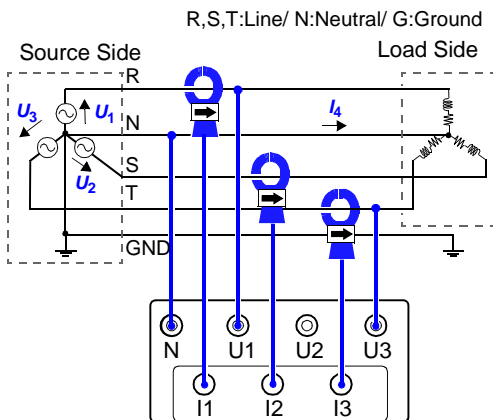 R,S,T:Line/ N:Neutral/ G:Ground
Source Side
Load Side
R
U3
U1
N
I4
U2
S
T
GND
N
U1
U2
U3
I1
I2
I3